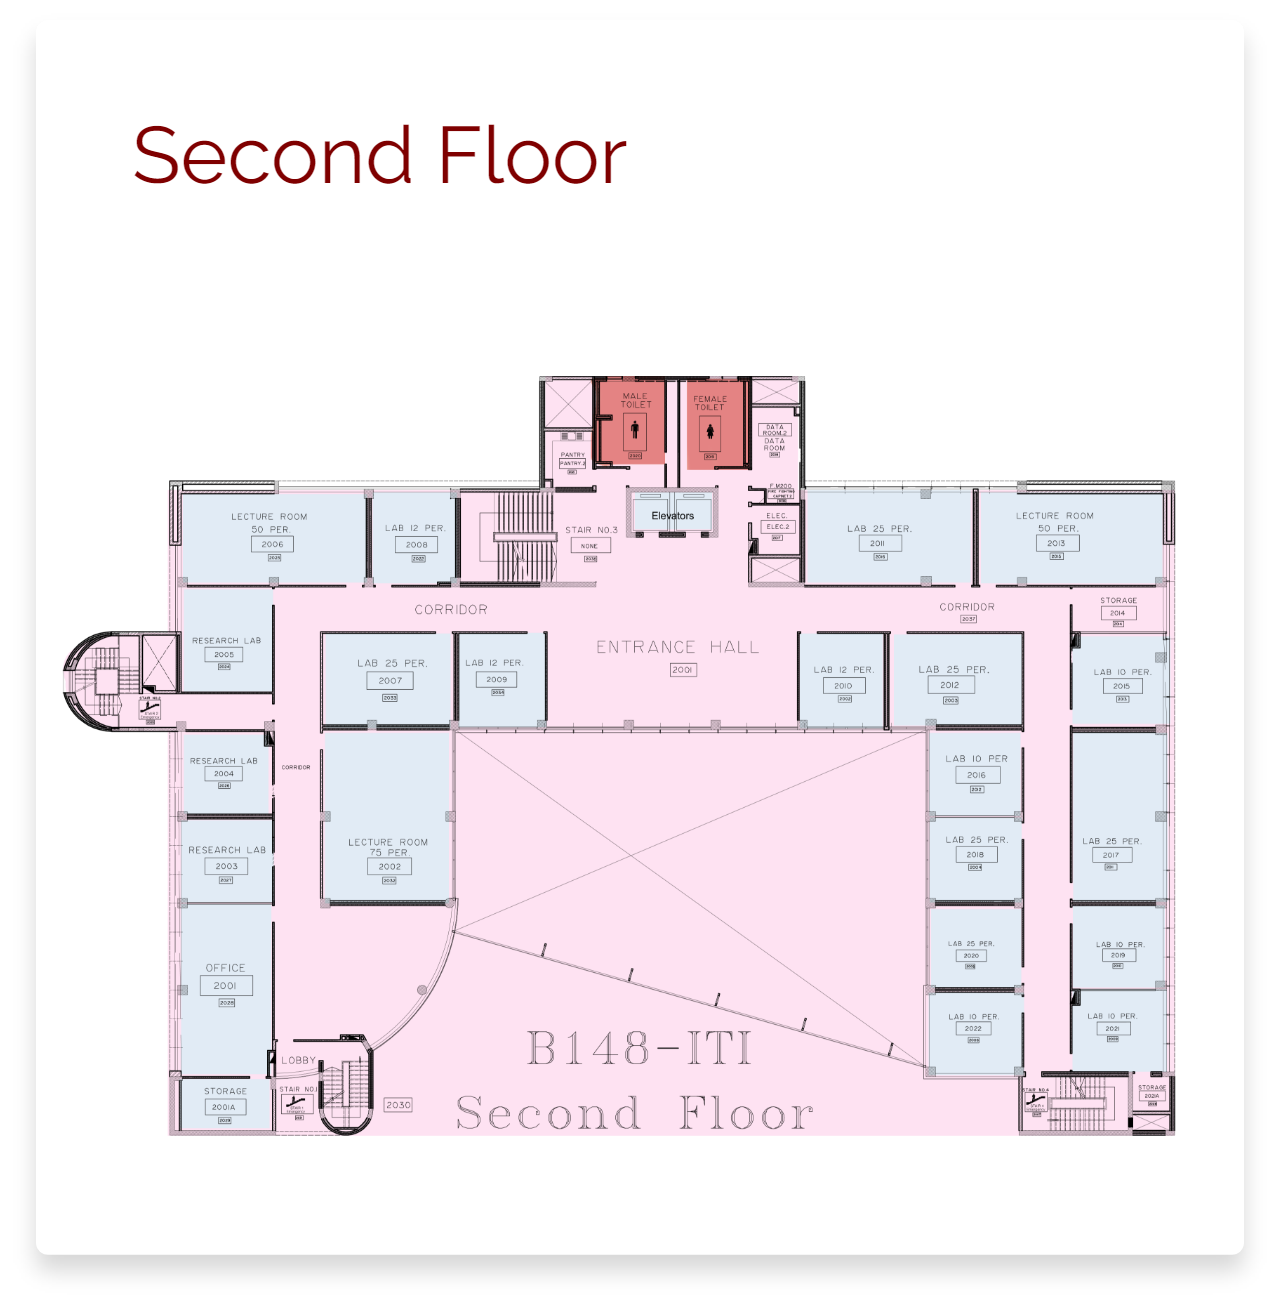 Second Floor
MALE
TOILET
FEMALE
TOILET
DATA
ROOM.2
DATA
ROOM
PANTRY
PANTRY.2
F.M200
Elevators
ELEC.
ELEC.2
STAIR NO.3
NONE
LECTURE ROOM
50 PER.
2006
LAB 12 PER.
2008
LAB 25 PER.
2011
LECTURE ROOM
50 PER.
2013
CORRIDOR
CORRIDOR
2037
STORAGE
2014
ENTRANCE HALL
2001
RESEARCH LAB
2005
LAB 25 PER.
2007
2033
LAB 12 PER.
2009
LAB 12 PER.
2010
LAB 25 PER.
2012
LAB 10 PER.
2015
RESEARCH LAB
2004
CORRIDOR
LAB 10 PER
2016
LECTURE ROOM
75 PER
2002
2032
LAB 25 PER.
2018
LAB 25 PER.
2017
RESEARCH LAB
2003
2027
LAB 25 PER.
2020
LAB 10 PER.
2019
OFFICE
2001
2028
LAB 10 PER.
2022
LAB 10 PER.
2021
B148-ITI
LOBBY
STAIR NO.1
STORAGE
2001A
2029
2030
Second Floor
STAIR NO.4
STORAGE
2021A